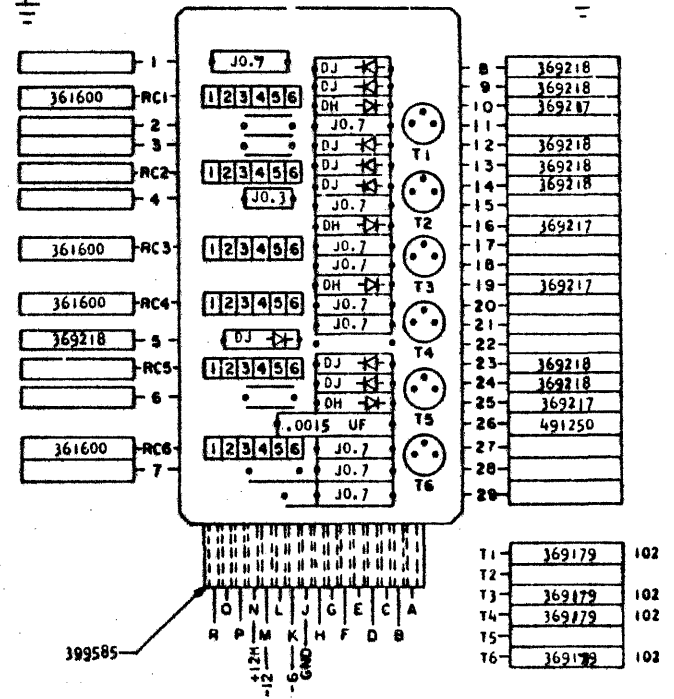 1 J0.7 DJ 8 369218
DJ 9 369218
361600 RC1 1 2 3 4 5 6 DH 10 369217
2 J0.7 11
T1
3 DJ 12 369218
DJ 13 369218
RC2 1 2 3 4 5 6 DJ 14 369218
4 J0.3 J0.7 15
T2
DH 16 369217
361600 RC3 1 2 3 4 5 6 J0.7 17
J0.7 18
T3
DH 19 369217
361600 RC4 1 2 3 4 5 6 J0.7 20
J0.7 21
369218 5 DJ 22
T4
RC5 1 2 3 4 5 6 DJ 23 369218
DJ 24 369218
6 DH 25 369217
T5
.0015 UF 26 491250
361600 RC6 1 2 3 4 5 6 J0.7 27
7 J0.7 28
T6
J0.7 29
T1 369179 102
T2
T3 369179 102
T4 369179 102
T5
T6 369179 102
Q N L J G E C A
R P M K H F D B
+12M -12 -6 GND
399585